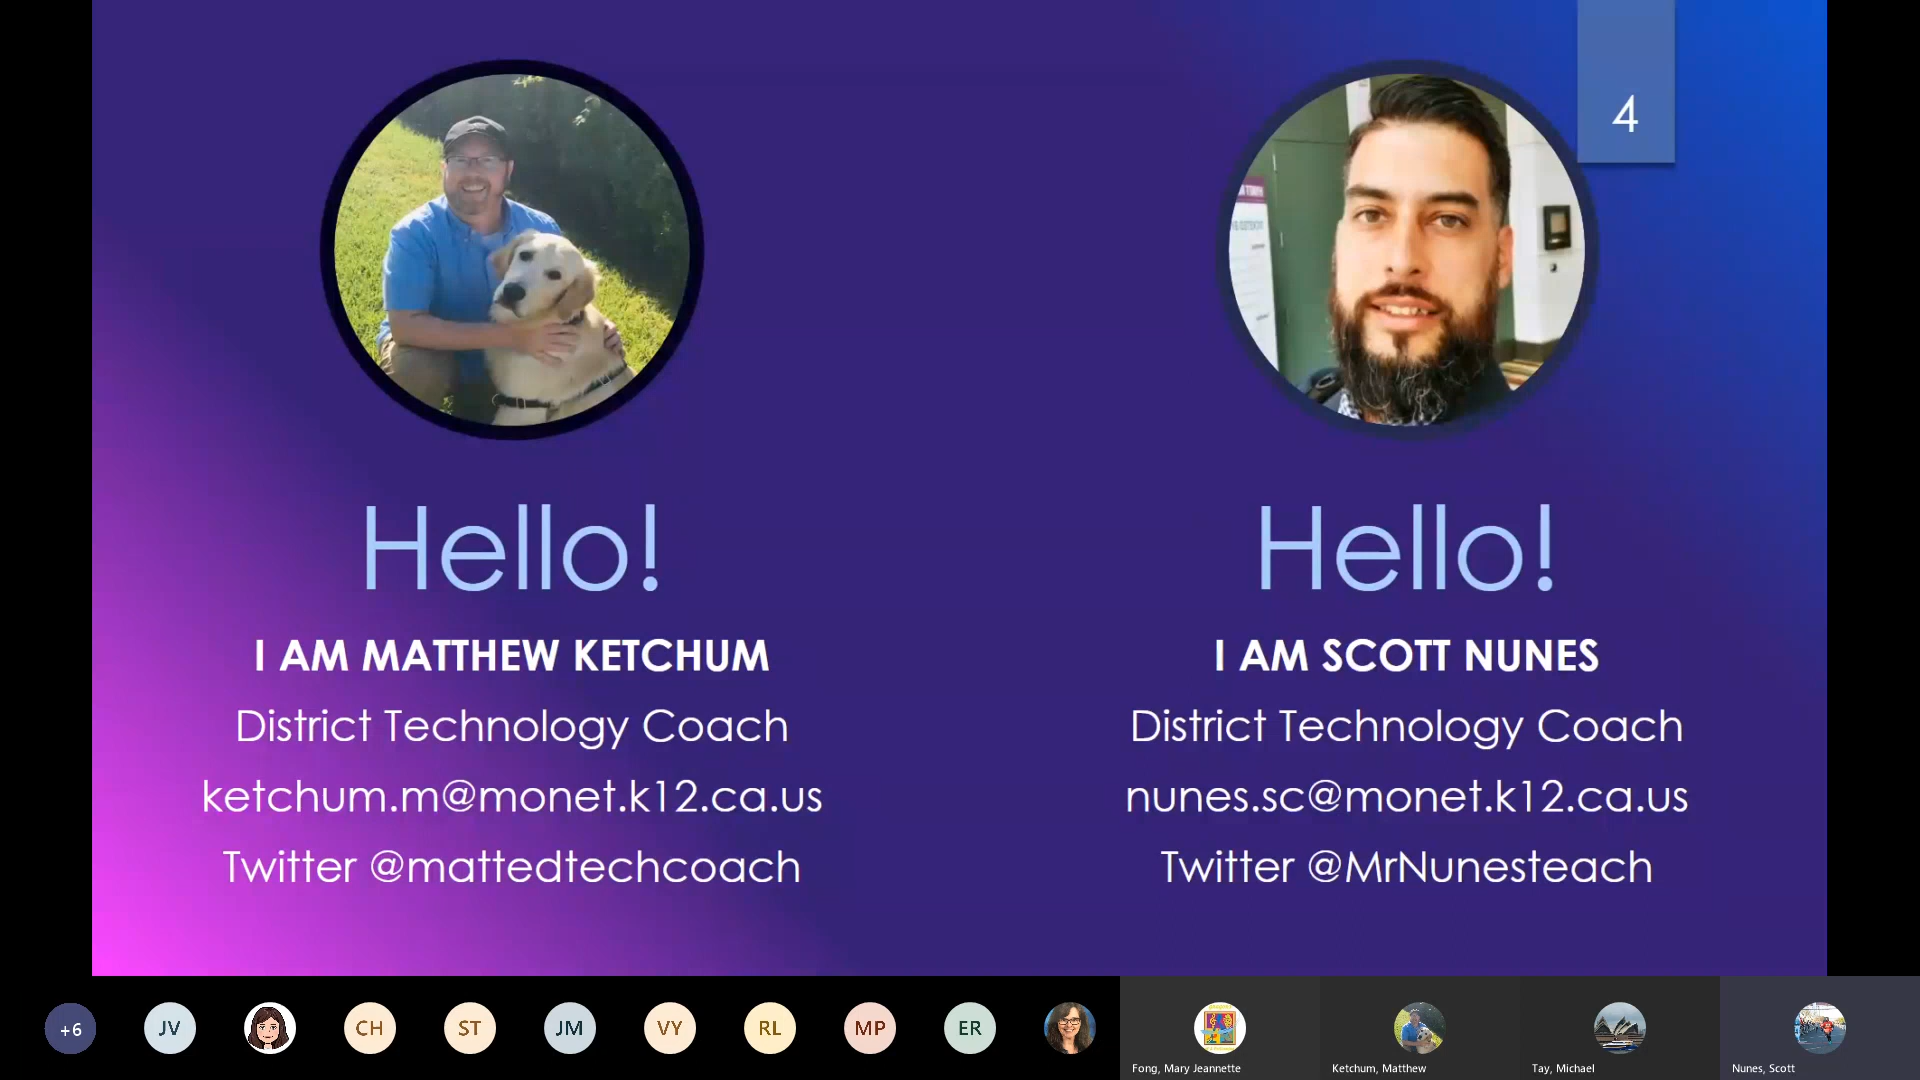 4
Hello!
I AM MATTHEW KETCHUM
District Technology Coach
ketchum.m@monet.k12.ca.us
Twitter @mattedtechcoach
Hello!
I AM SCOTT NUNES
District Technology Coach
nunes.sc@monet.k12.ca.us
Twitter @MrNunesteach
+6
JV
CH
ST
JM
VY
RL
MP
ER
Fong, Mary Jeannette
Ketchum, Matthew
Tay, Michael
Nunes, Scott